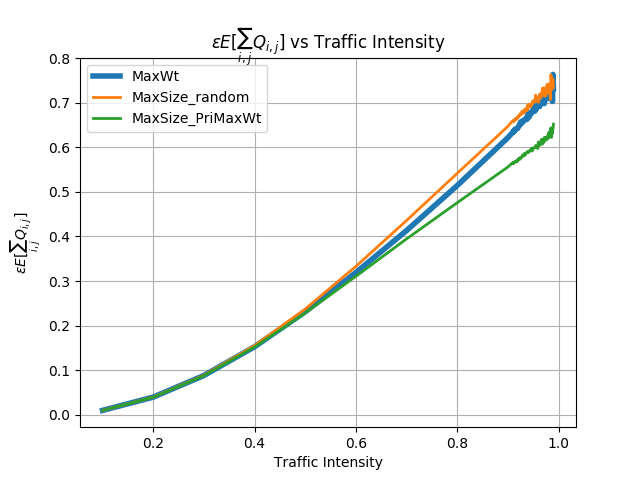 εE[∑Q_{i,j}] vs Traffic Intensity
i,j
MaxWt
MaxSize_random
MaxSize_PriMaxWt
0.8
0.7
0.6
0.5
0.4
0.3
0.2
0.1
0.0
εE[∑Q_{i,j}]
i,j
0.2 0.4 0.6 0.8 1.0
Traffic Intensity